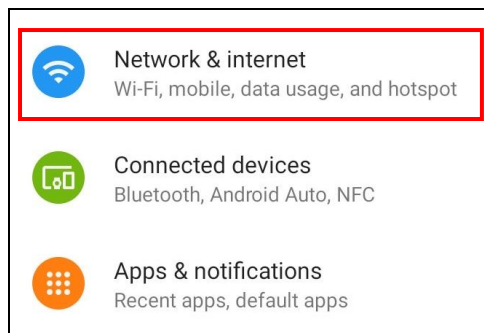 Network & internet
Wi-Fi, mobile, data usage, and hotspot
Connected devices
Bluetooth, Android Auto, NFC
Apps & notifications
Recent apps, default apps